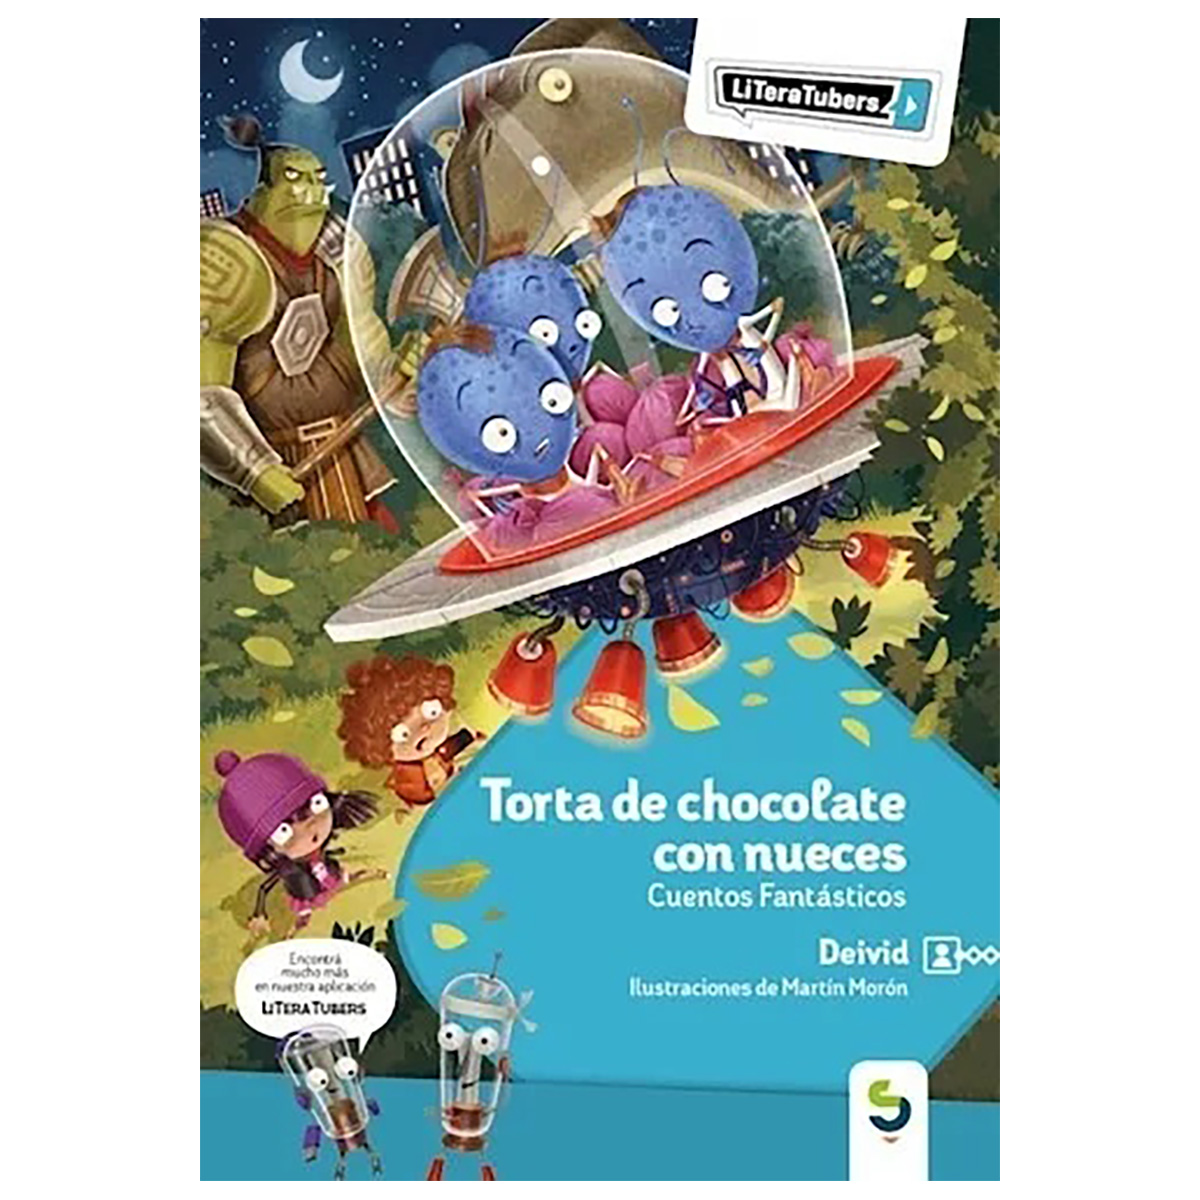 LiTeraTubers
Torta de chocolate
con nueces
Cuentos Fantásticos
Deivid
Ilustraciones de Martín Morón
Encontrá
mucho más
en nuestra aplicación
LiTERATUBERS